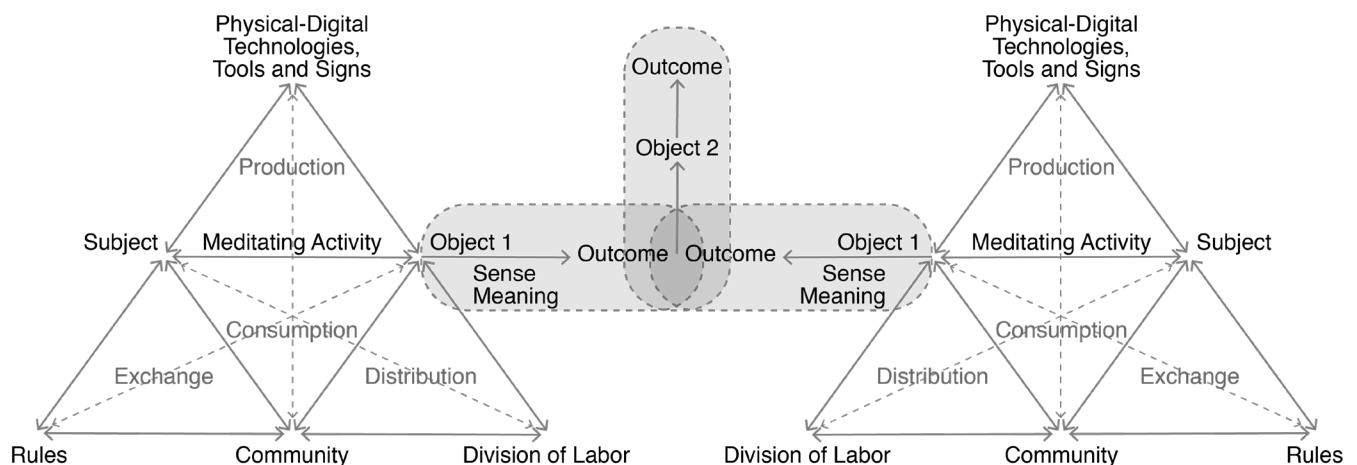 Physical-Digital
Technologies,
Tools and Signs
Production
Subject
Meditating Activity
Object 1
Sense
Meaning
Outcome
Consumption
Exchange
Distribution
Rules
Community
Division of Labor
Outcome
Object 2
Physical-Digital
Technologies,
Tools and Signs
Production
Outcome
Object 1
Sense
Meaning
Meditating Activity
Subject
Consumption
Distribution
Exchange
Division of Labor
Community
Rules